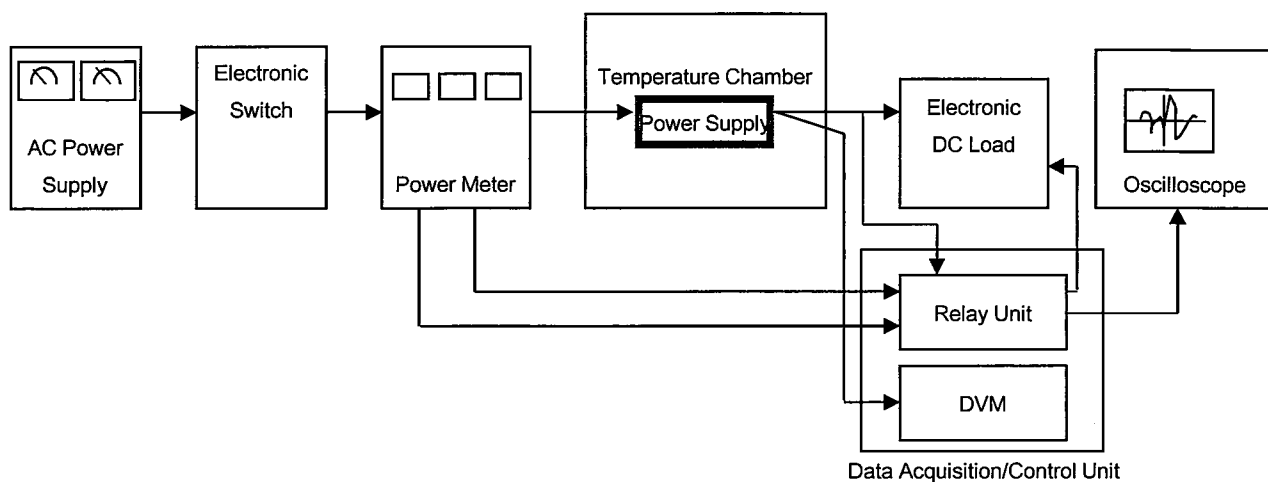 AC Power
Supply
Electronic
Switch
Power Meter
Temperature Chamber
Power Supply
Electronic
DC Load
Oscilloscope
Relay Unit
DVM
Data Acquisition/Control Unit